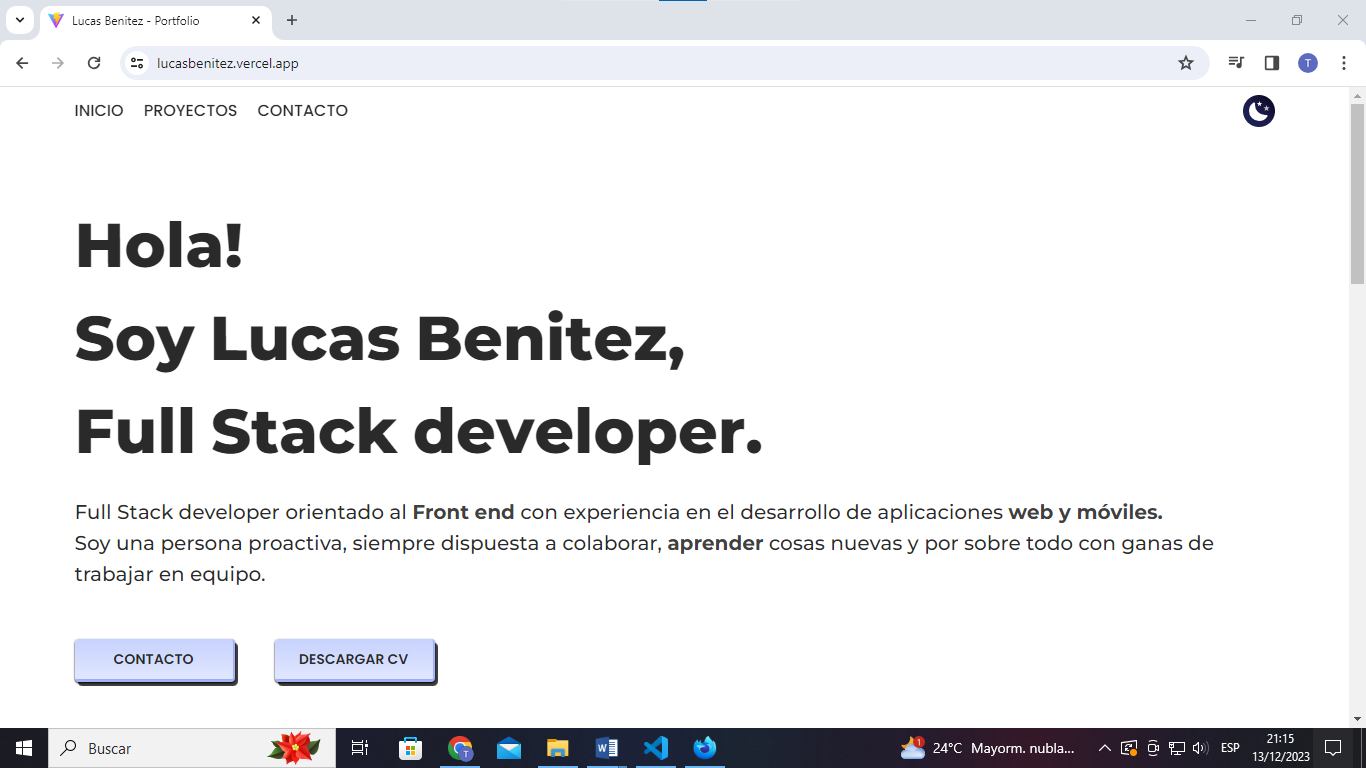 Lucas Benitez - Portfolio
lucasbenitez.vercel.app
T
INICIO PROYECTOS CONTACTO
Hola!
Soy Lucas Benitez,
Full Stack developer.
Full Stack developer orientado al Front end con experiencia en el desarrollo de aplicaciones web y móviles.
Soy una persona proactiva, siempre dispuesta a colaborar, aprender cosas nuevas y por sobre todo con ganas de
trabajar en equipo.
CONTACTO DESCARGAR CV
Buscar
T
1
24°C Mayorm. nubla...
ESP
21:15
13/12/2023